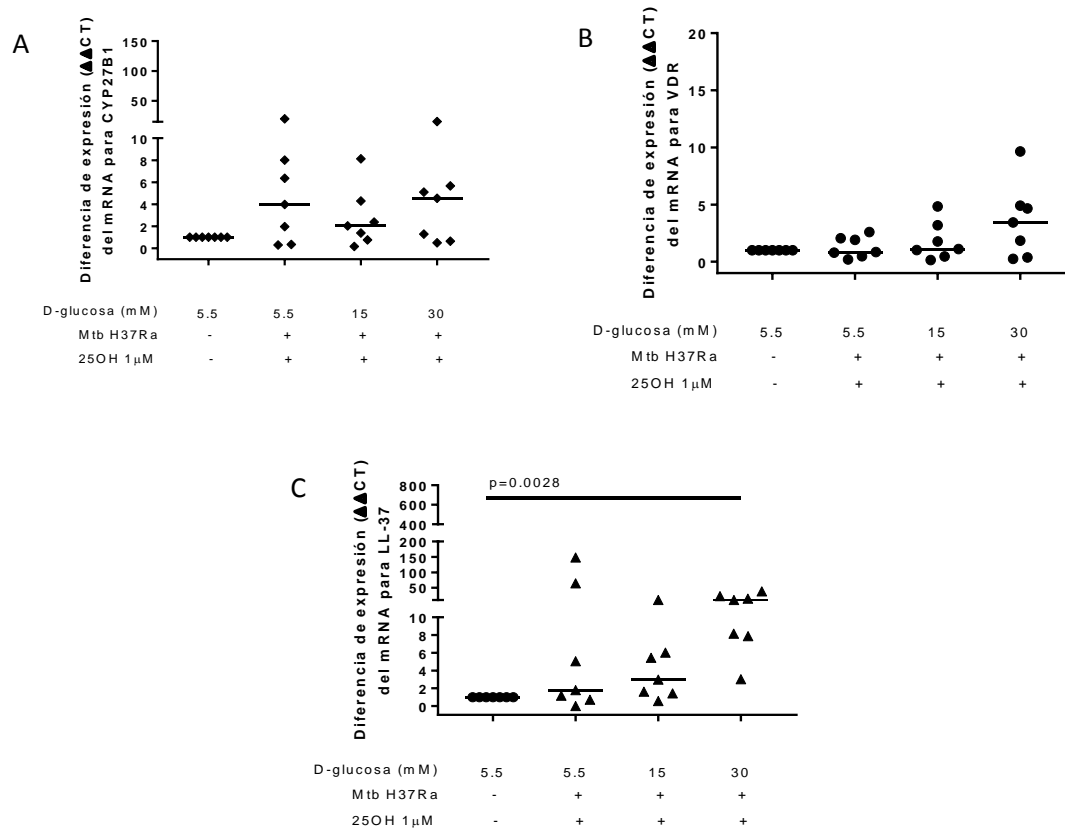 A
Diferencia de expresión (▲▲CT)
del mRNA para CYP27B1
150
100
50
10
8
6
4
2
0
D-glucosa (mM) 5.5 5.5 15 30
Mtb H37Ra - + + +
25OH 1µM - + + +
B
Diferencia de expresión (▲▲CT)
del mRNA para VDR
20
15
10
5
0
D-glucosa (mM) 5.5 5.5 15 30
Mtb H37Ra - + + +
25OH 1µM - + + +
C
Diferencia de expresión (▲▲CT)
del mRNA para LL-37
p=0.0028
800
600
400
200
150
100
50
10
8
6
4
2
0
D-glucosa (mM) 5.5 5.5 15 30
Mtb H37Ra - + + +
25OH 1µM - + + +